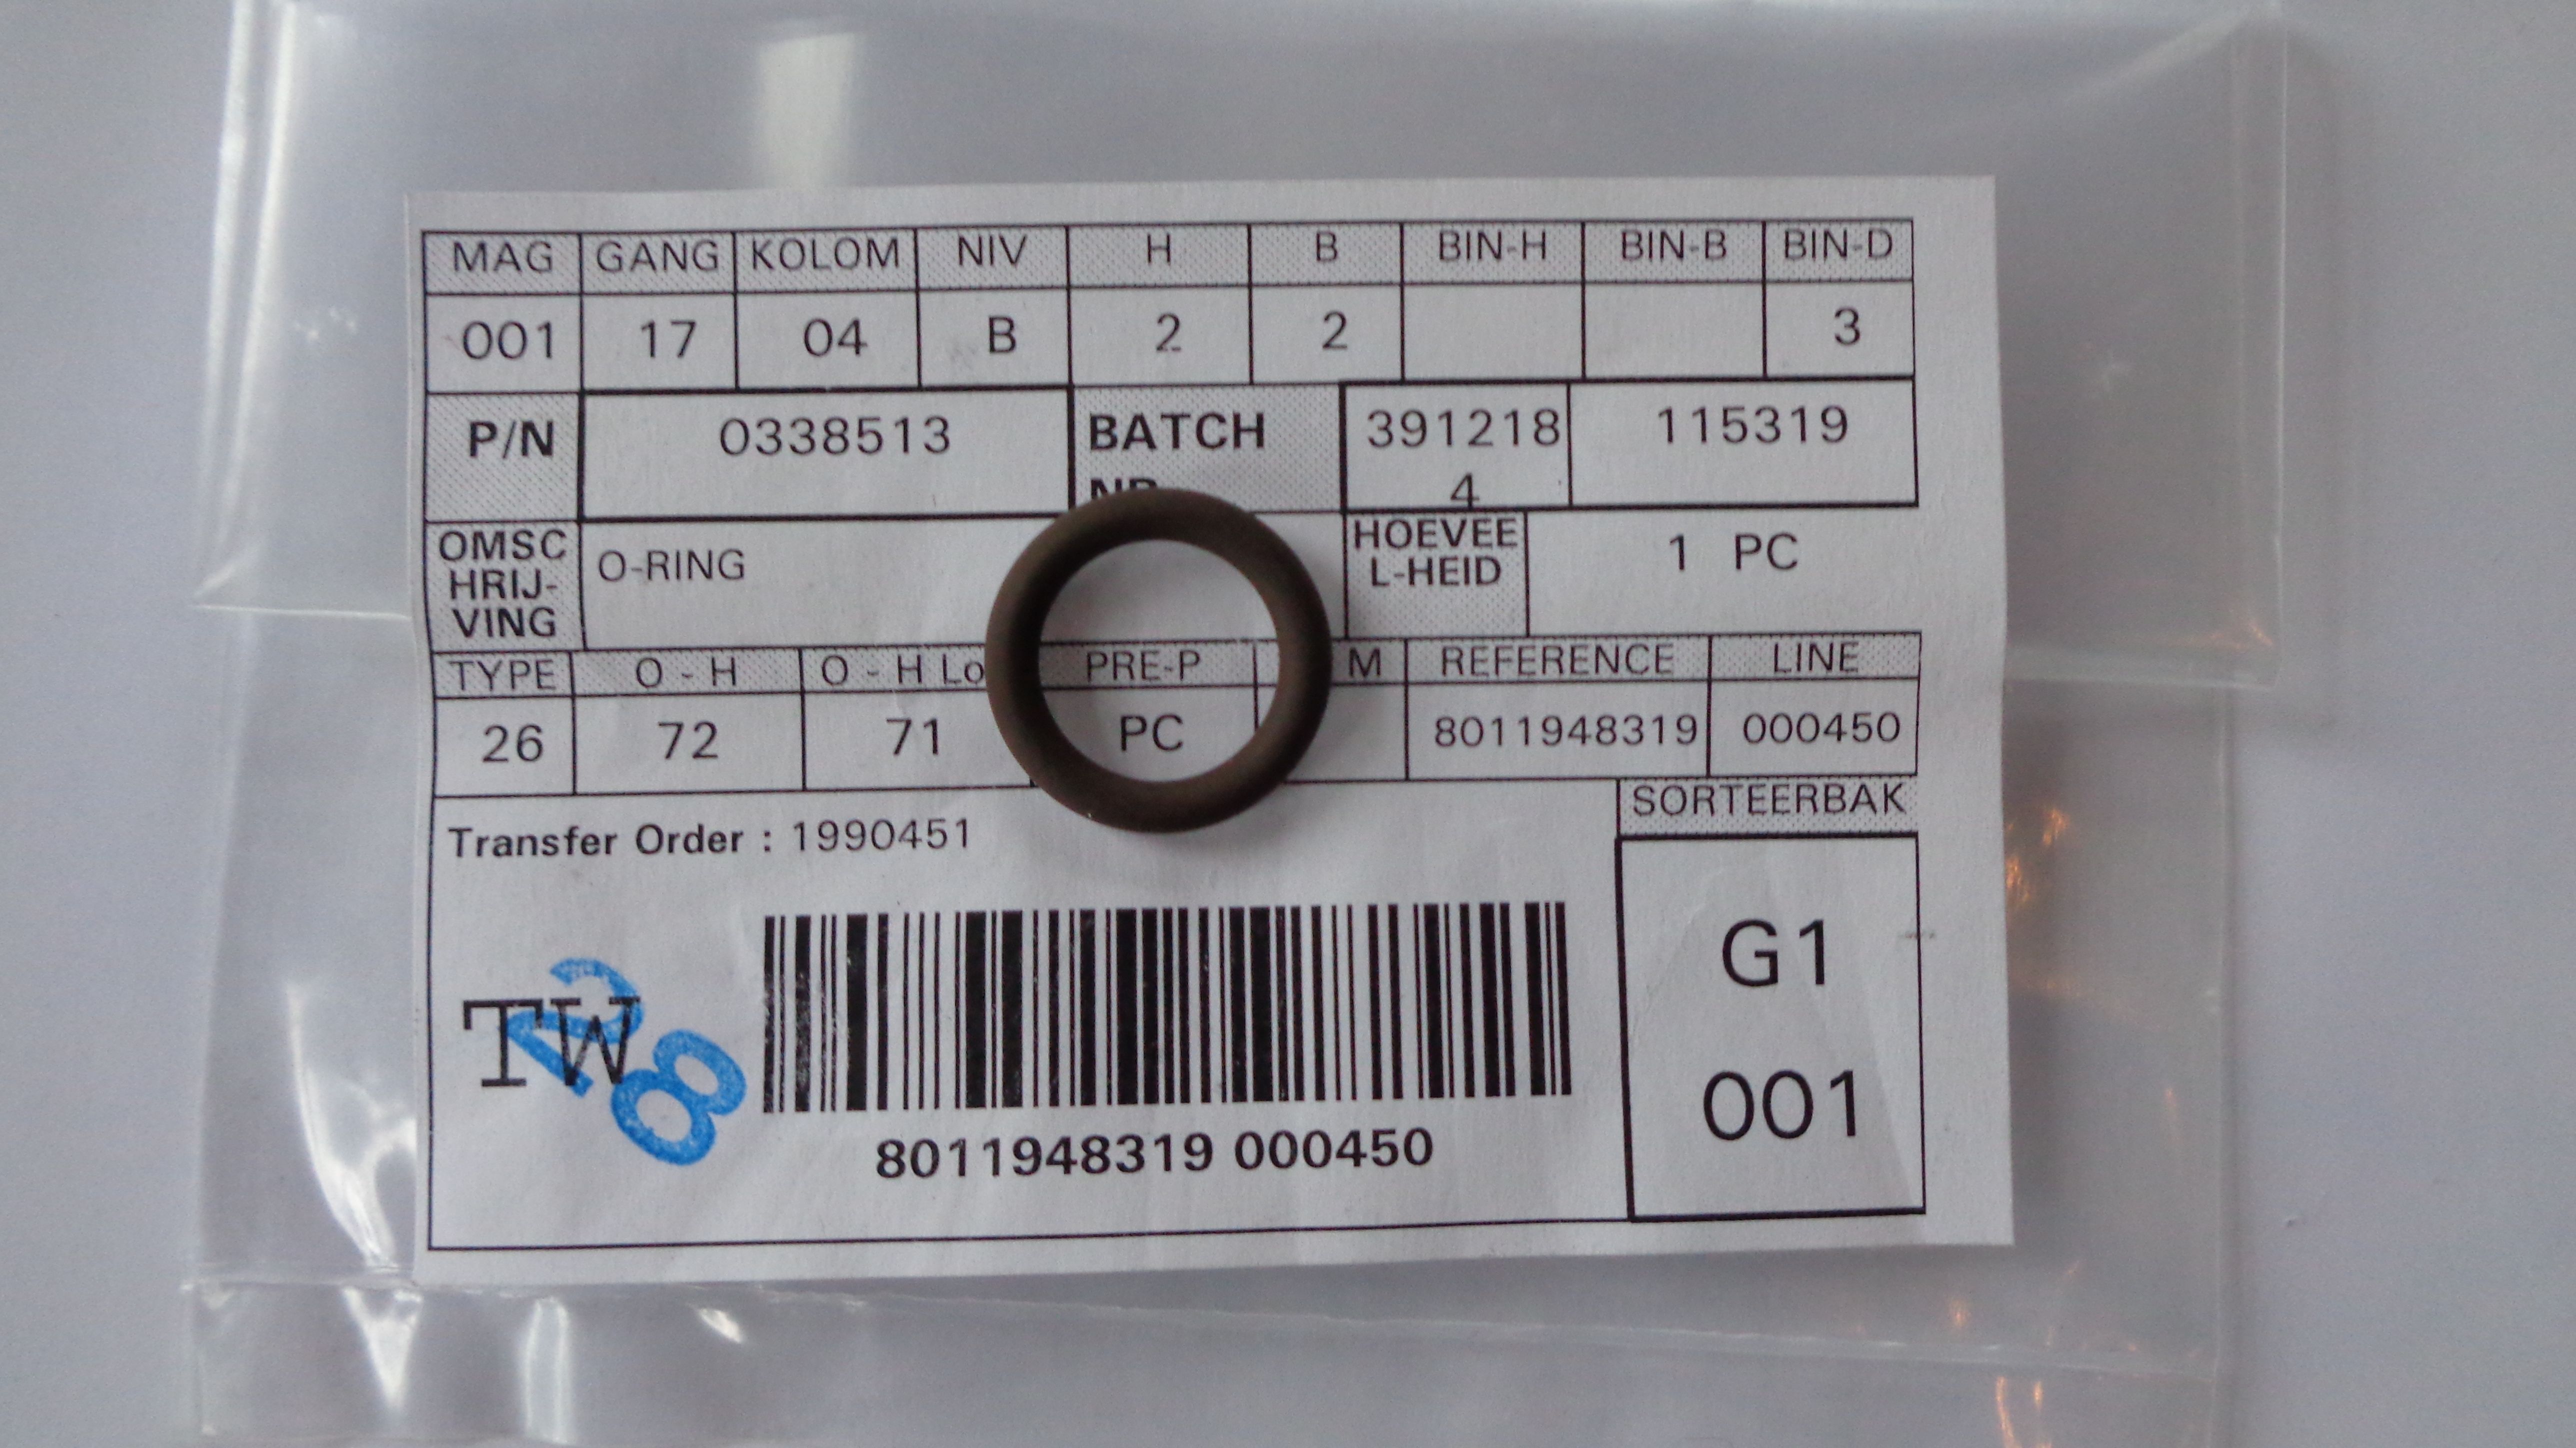 MAG GANG KOLOM NIV H B BIN-H BIN-B BIN-D
001 17 04 B 2 2 3
P/N 0338513 BATCH 391218 115319
4
OMSC
HRIJ-
VING
O-RING
HOEVEE
L-HEID
1 PC
TYPE O - H O - H Lo PRE-P M REFERENCE LINE
26 72 71 PC 8011948319 000450
SORTEERBAK
Transfer Order : 1990451
G1
001
TW
8
8011948319 000450